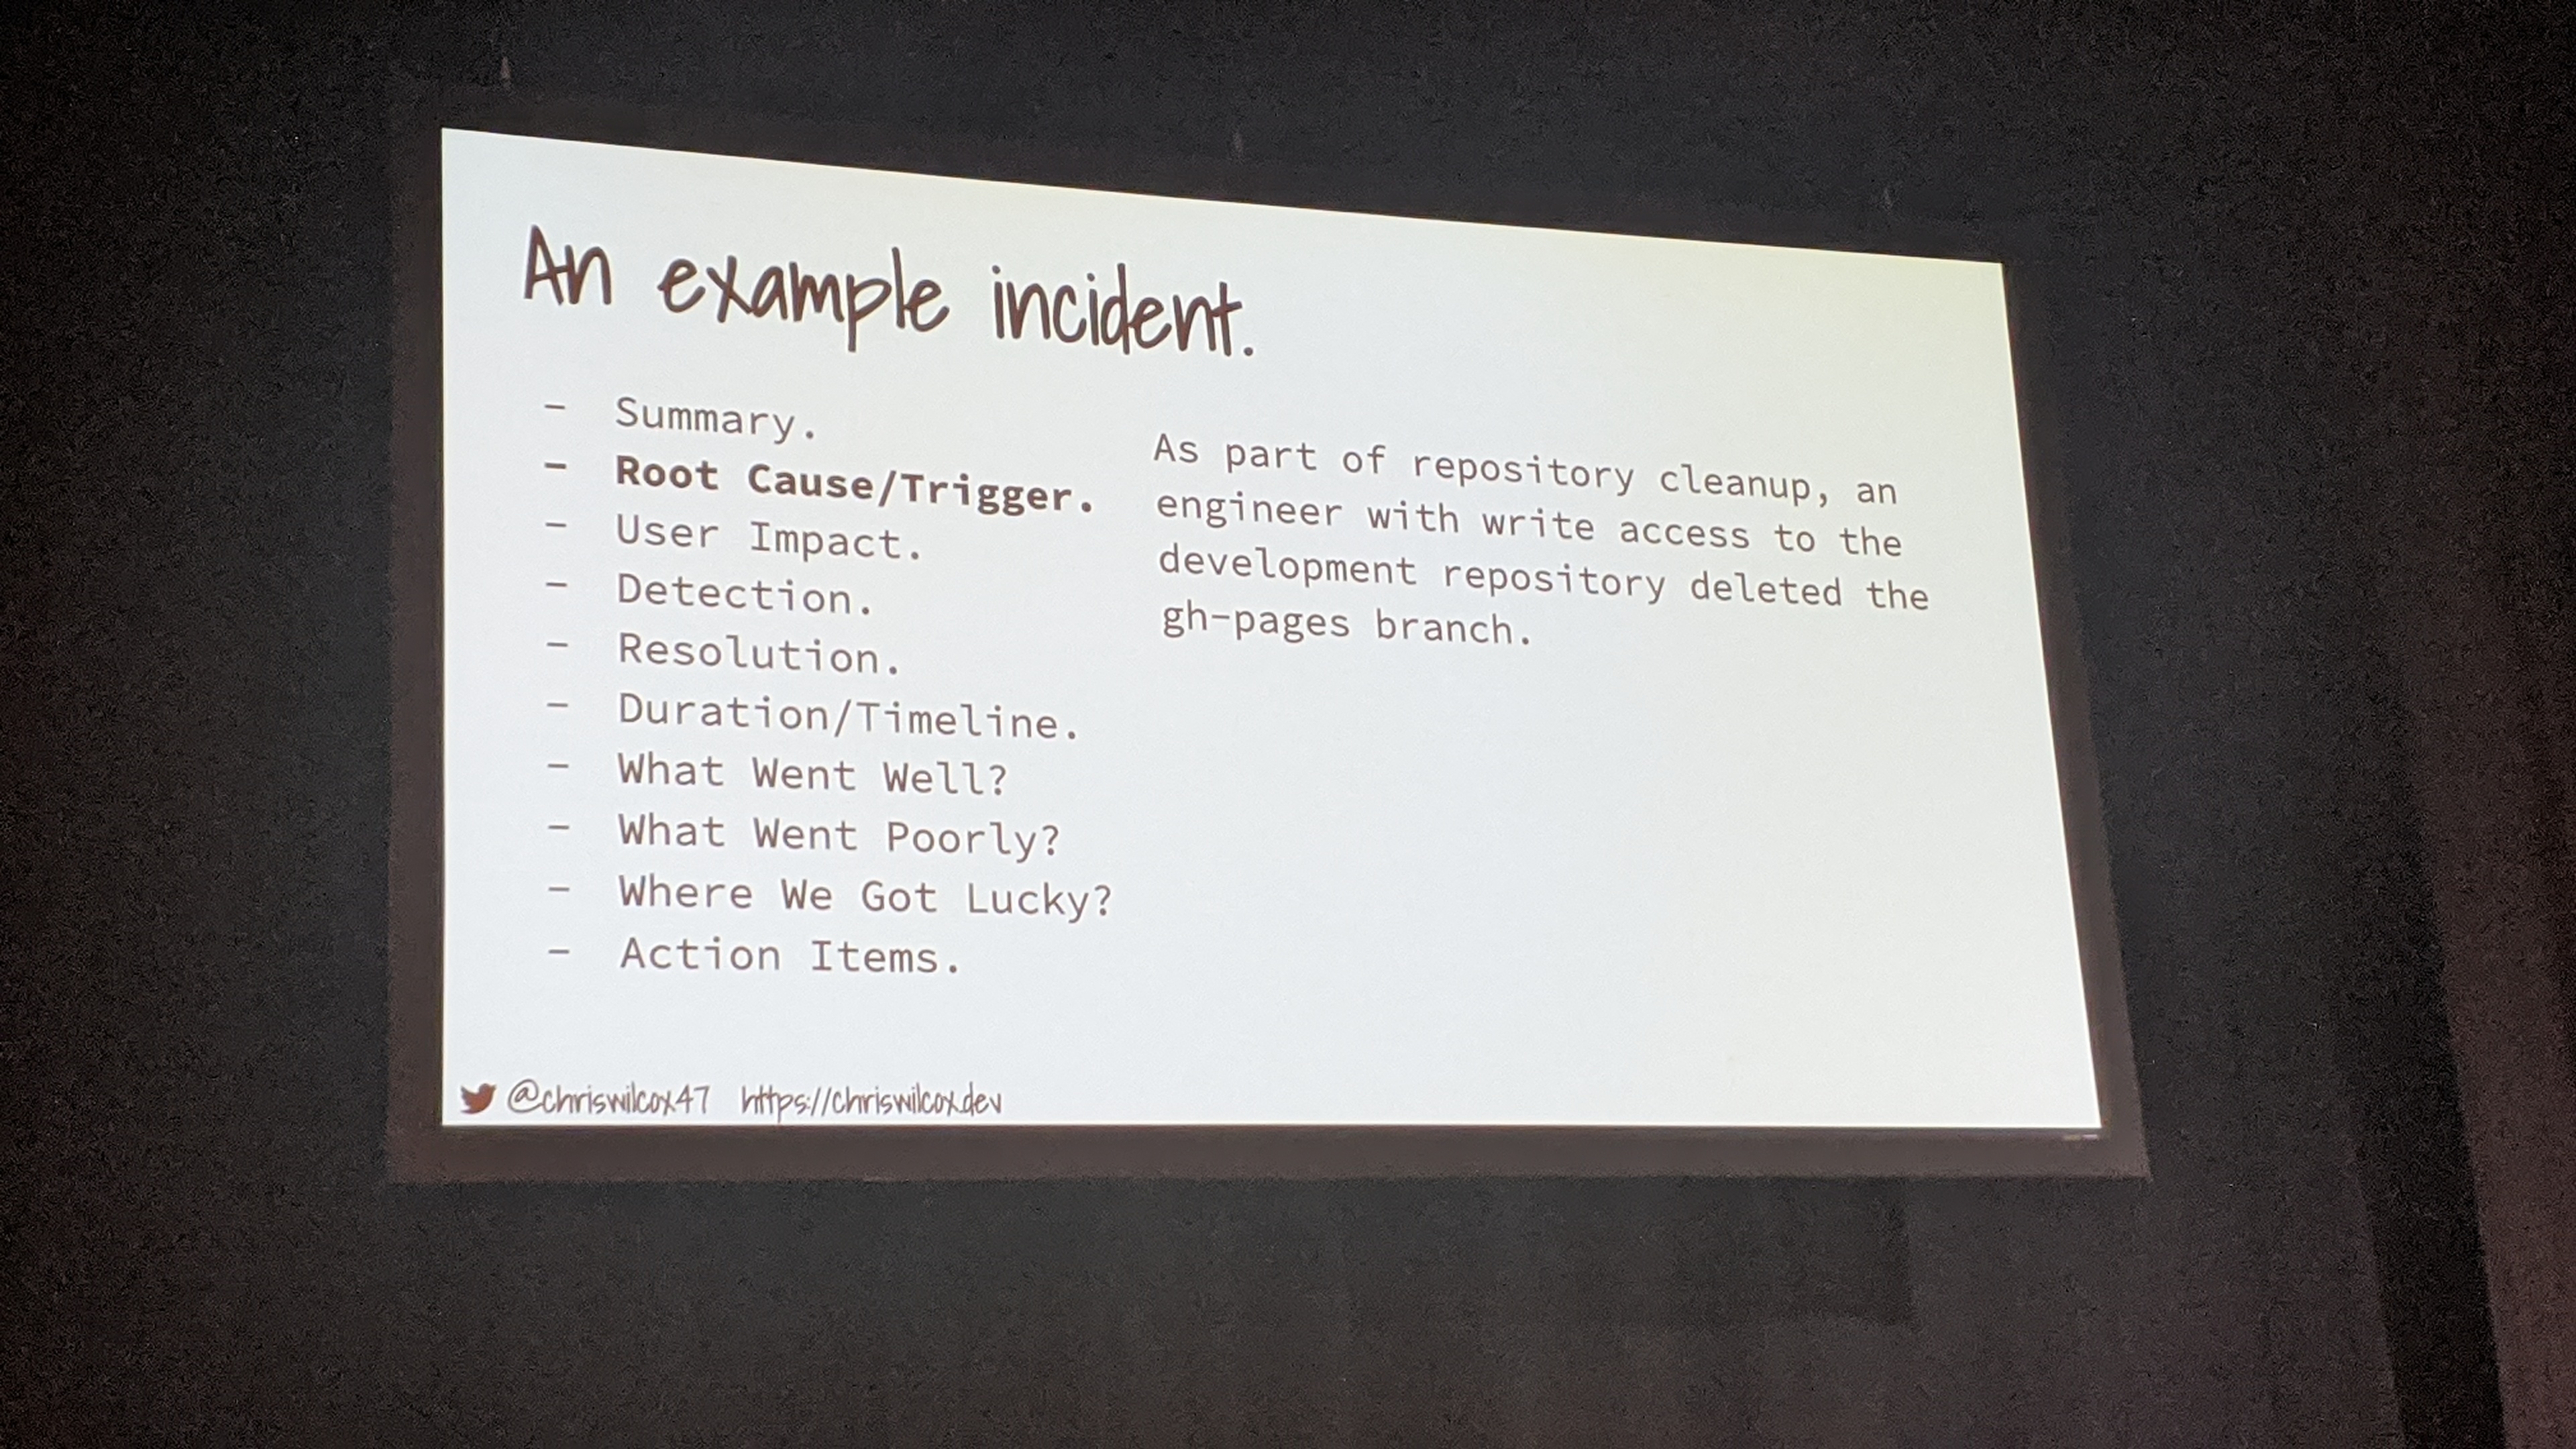 An example incident.
- Summary.
- Root Cause/Trigger.
- User Impact.
- Detection.
- Resolution.
- Duration/Timeline.
- What Went Well?
- What Went Poorly?
- Where We Got Lucky?
- Action Items.
As part of repository cleanup, an
engineer with write access to the
development repository deleted the
gh-pages branch.
@chriswilcox47 https://chriswilcox.dev